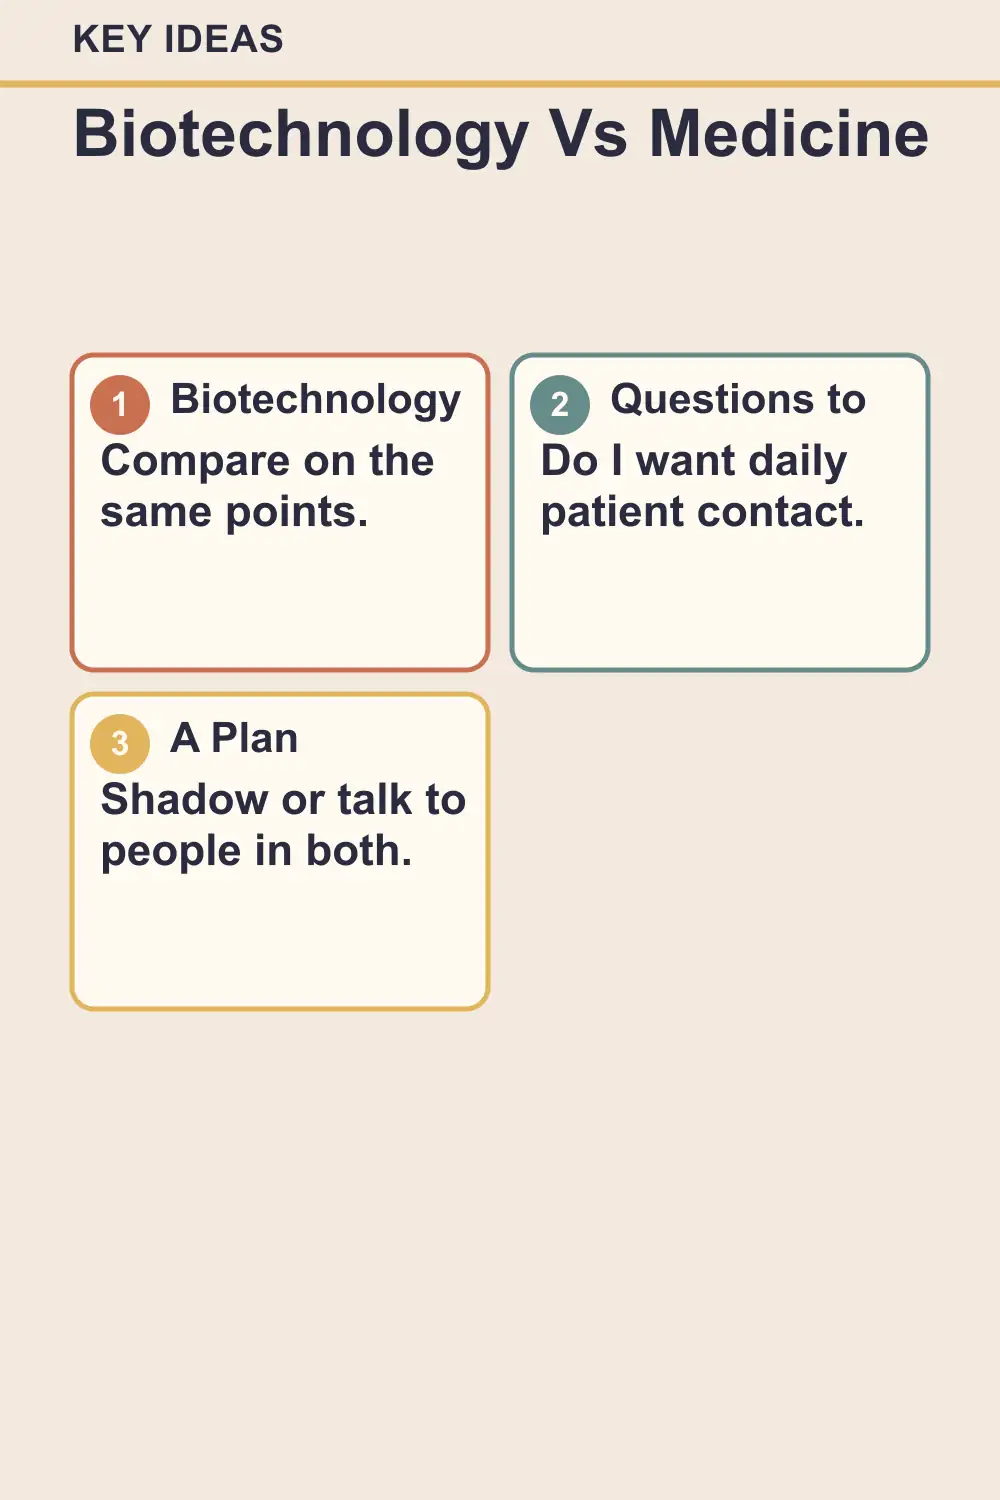 KEY IDEAS
Biotechnology Vs Medicine
1 Biotechnology
Compare on the
same points.
2 Questions to
Do I want daily
patient contact.
3 A Plan
Shadow or talk to
people in both.